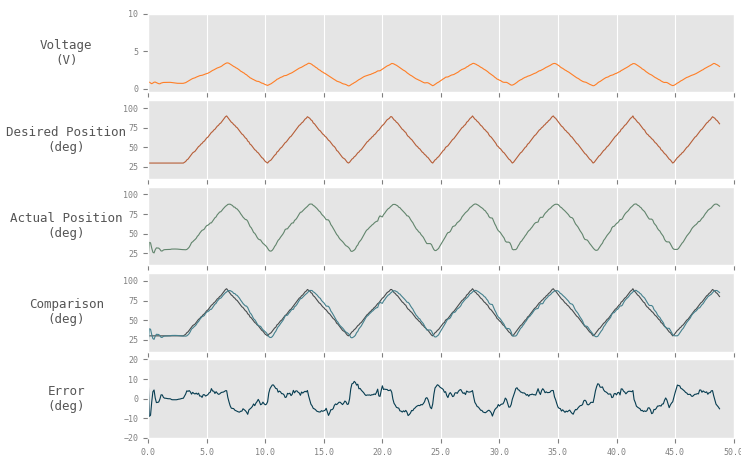 Voltage
(V)
10
5
0
Desired Position
(deg)
100
75
50
25
Actual Position
(deg)
100
75
50
25
Comparison
(deg)
100
75
50
25
Error
(deg)
20
10
0
−10
−20
0.0 5.0 10.0 15.0 20.0 25.0 30.0 35.0 40.0 45.0 50.0